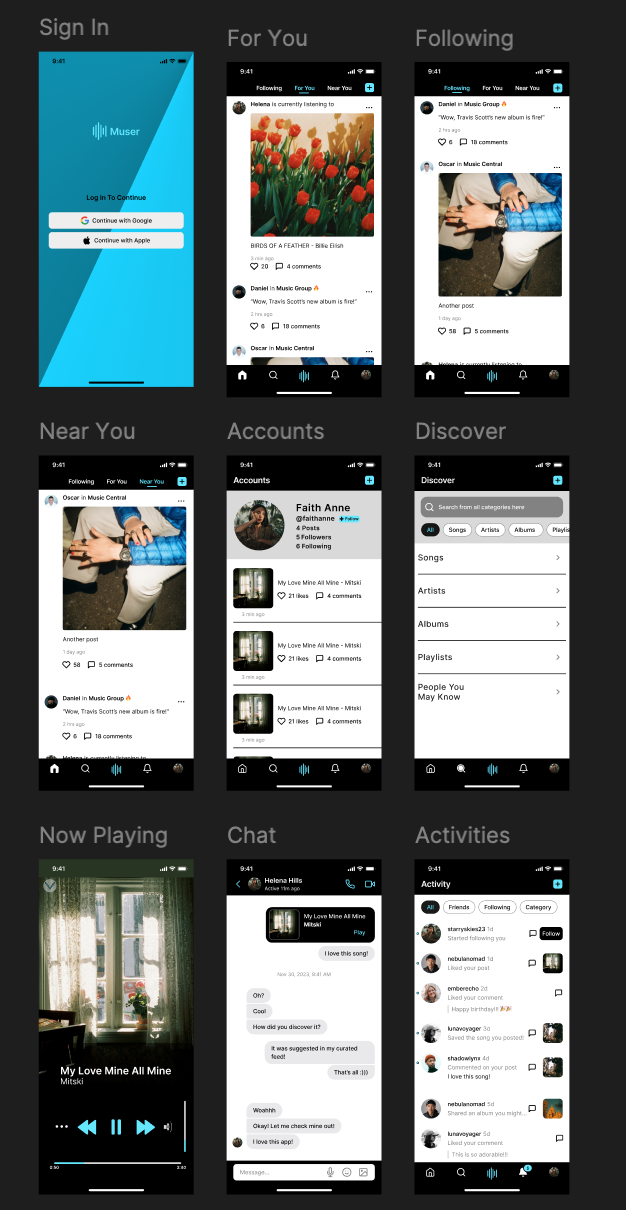 Sign In
9:41
Muser
Log In To Continue
Continue with Google
Continue with Apple
For You
9:41
Following For You Near You
Helena is currently listening to
BIRDS OF A FEATHER - Billie Eilish
3 min ago
20 4 comments
Daniel in Music Group 🔥
"Wow, Travis Scott's new album is fire!"
2 hrs ago
6 18 comments
Oscar in Music Central
Following
9:41
Following For You Near You
Daniel in Music Group 🔥
"Wow, Travis Scott's new album is fire!"
2 hrs ago
6 18 comments
Oscar in Music Central
Another post
1 day ago
58 5 comments
Helena is currently listening to
Near You
9:41
Following For You Near You
Oscar in Music Central
Another post
1 day ago
58 5 comments
Daniel in Music Group 🔥
"Wow, Travis Scott's new album is fire!"
2 hrs ago
6 18 comments
Helena is currently listening to
Accounts
9:41
Accounts
Faith Anne
@faithanne + Follow
4 Posts
5 Followers
6 Following
My Love Mine All Mine - Mitski
21 likes 4 comments
3 min ago
My Love Mine All Mine - Mitski
21 likes 4 comments
3 min ago
My Love Mine All Mine - Mitski
21 likes 4 comments
3 min ago
Discover
9:41
Discover
Search from all categories here
All Songs Artists Albums Playlis
Songs
Artists
Albums
Playlists
People You
May Know
Now Playing
9:41
My Love Mine All Mine
Mitski
0:50 3:40
Chat
9:41
Helena Hills
Active 11m ago
My Love Mine All Mine
Mitski
Play
I love this song!
Nov 30, 2023, 9:41 AM
Oh?
Cool
How did you discover it?
It was suggested in my curated
feed!
That's all :)))
Woahhh
Okay! Let me check mine out!
I love this app!
Message...
Activities
9:41
Activity
All Friends Following Category
starryskies23 1d
Started following you
Follow
nebulanomad 1d
Liked your post
emberecho 2d
Liked your comment
Happy birthday!!! 🎉🎉
lunavoyager 3d
Saved the song you posted!
shadowlynx 4d
Commented on your post
I love this song!
nebulanomad 5d
Shared an album you might...
lunavoyager 5d
Liked your comment
This is so adorable!!!